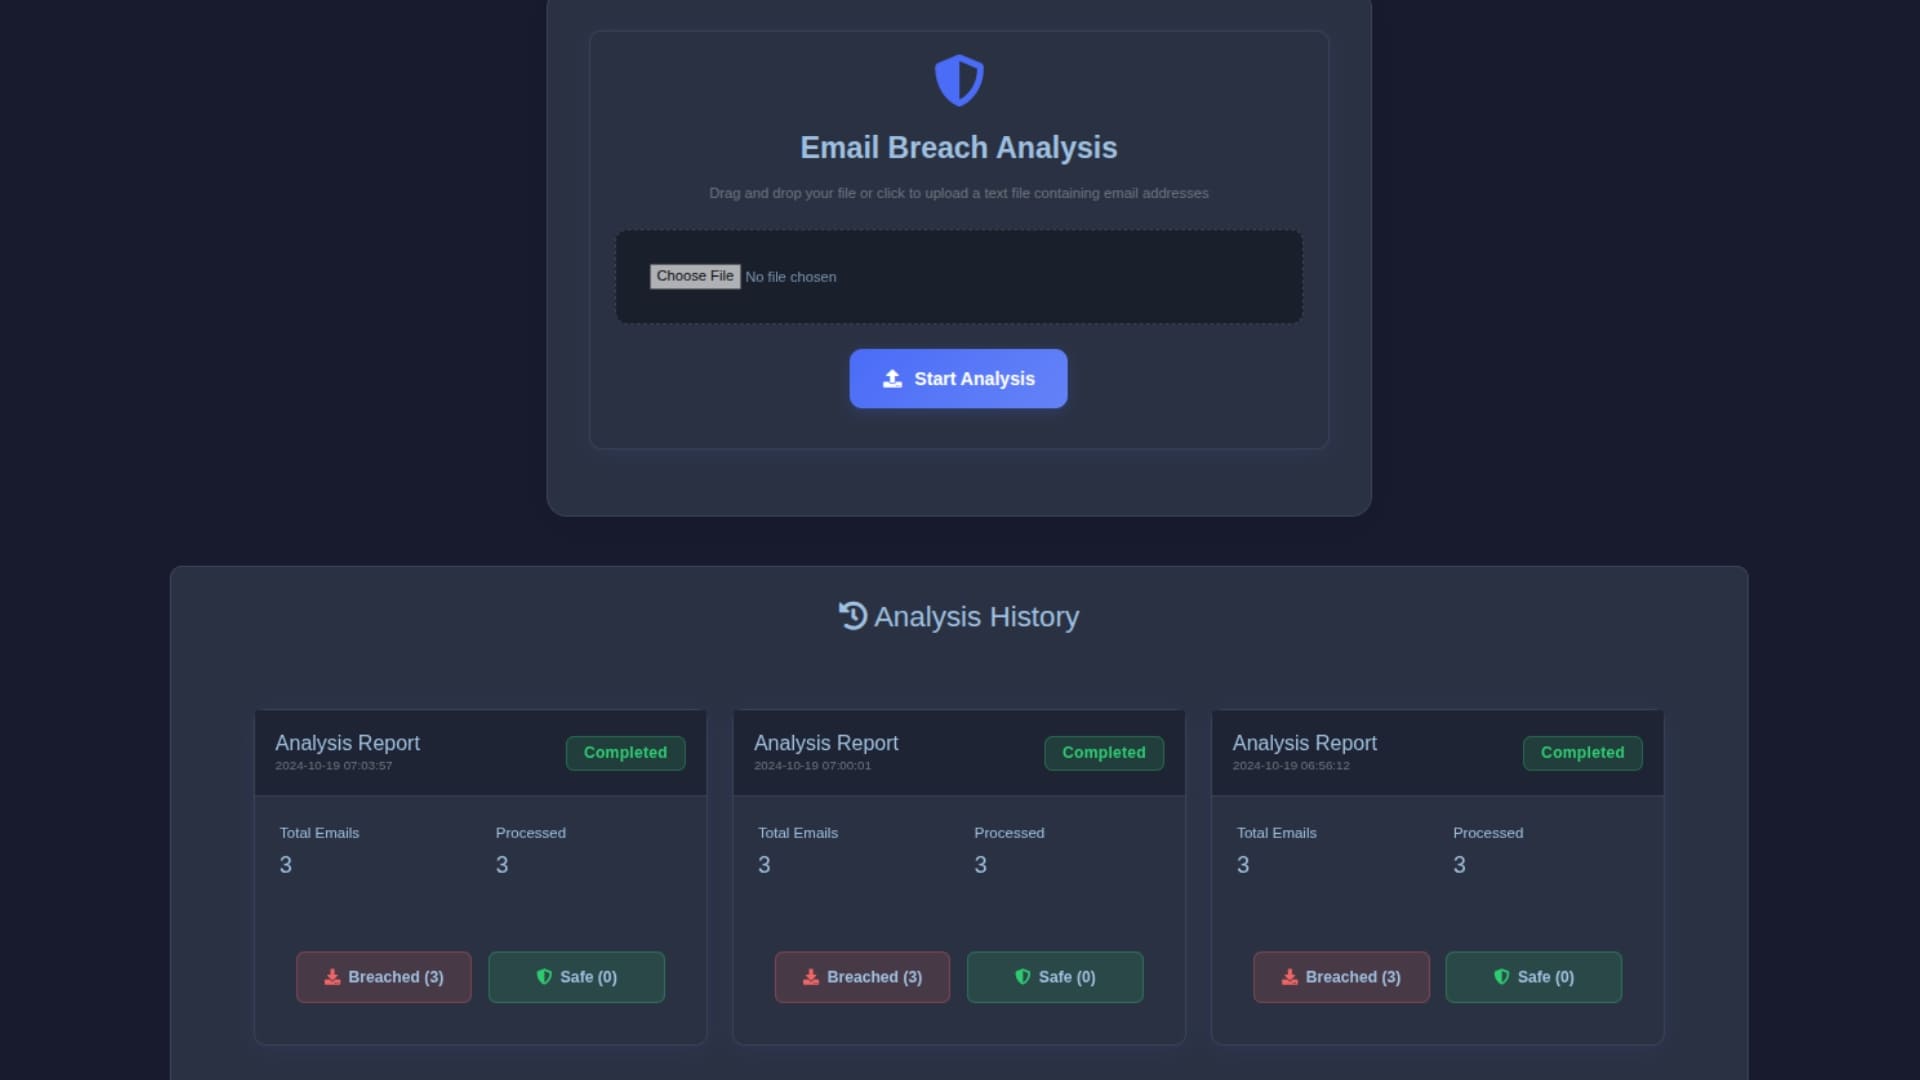 Email Breach Analysis
Drag and drop your file or click to upload a text file containing email addresses
Choose File No file chosen
Start Analysis
Analysis History
Analysis Report
2024-10-19 07:03:57
Completed
Total Emails
3
Processed
3
Breached (3)
Safe (0)
Analysis Report
2024-10-19 07:00:01
Completed
Total Emails
3
Processed
3
Breached (3)
Safe (0)
Analysis Report
2024-10-19 06:56:12
Completed
Total Emails
3
Processed
3
Breached (3)
Safe (0)